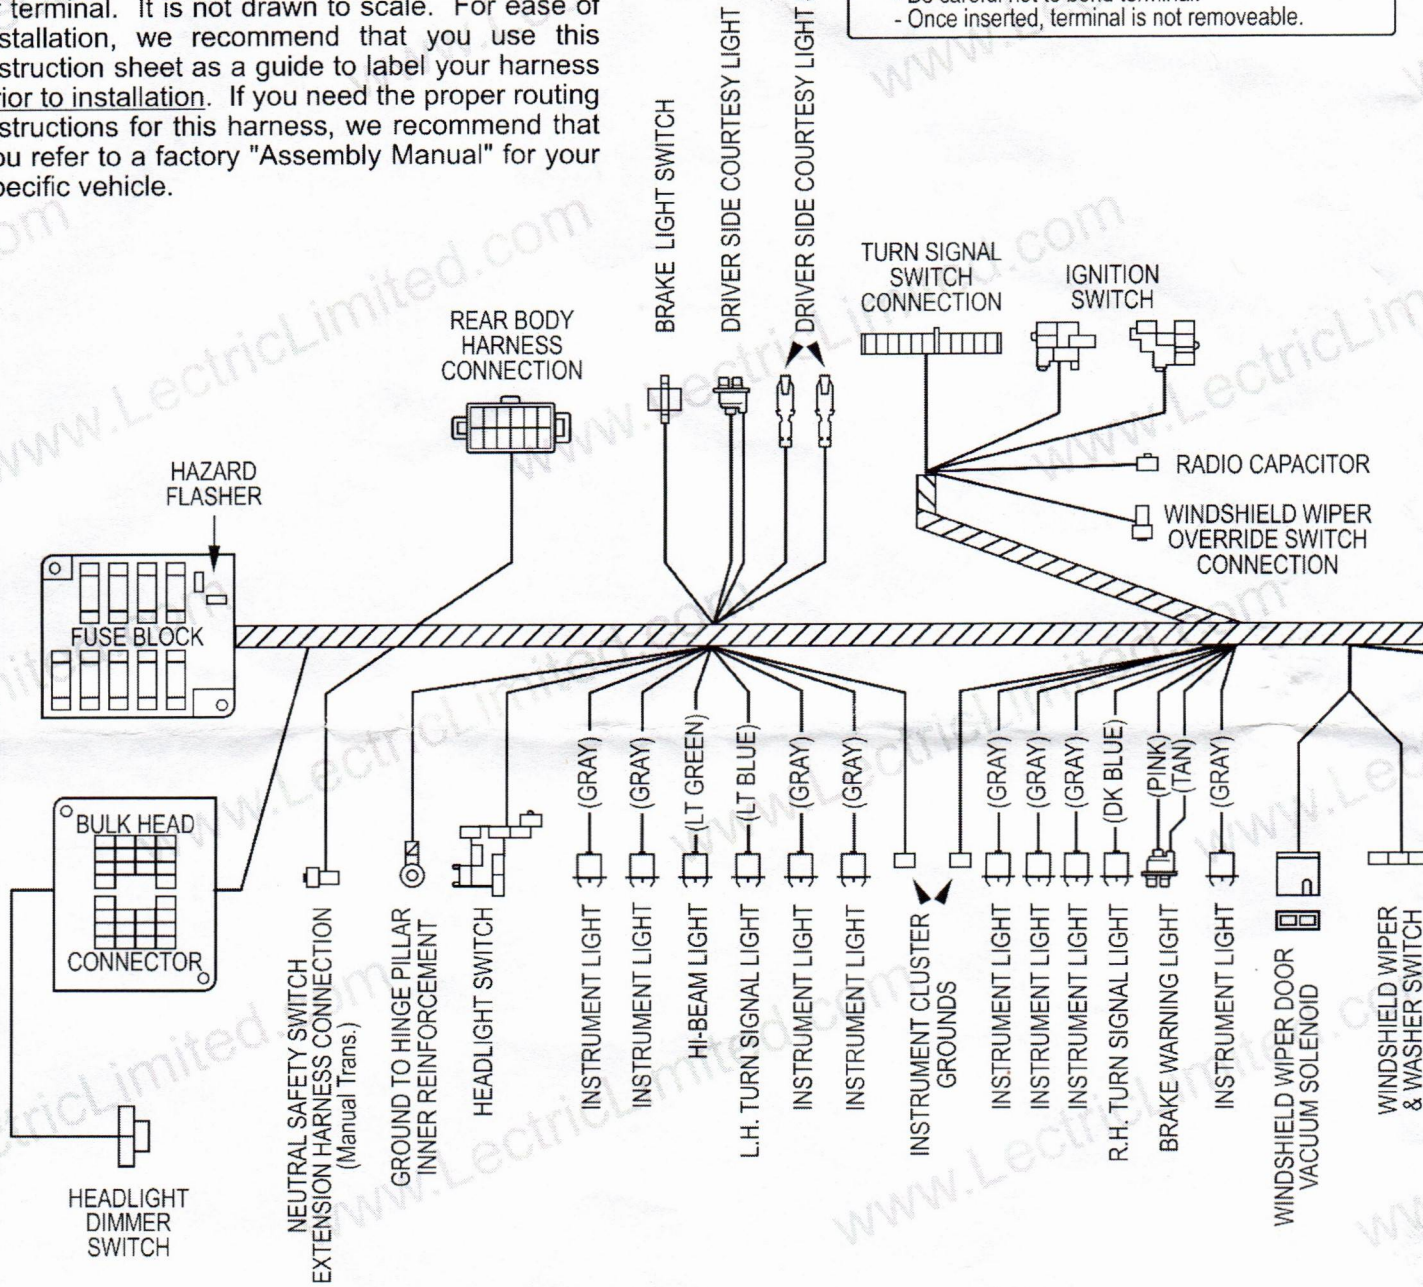 r terminal. It is not drawn to scale. For ease of
stallation, we recommend that you use this
struction sheet as a guide to label your harness
rior to installation. If you need the proper routing
structions for this harness, we recommend that
ou refer to a factory "Assembly Manual" for your
pecific vehicle.
- Once inserted, terminal is not removeable.
BRAKE LIGHT SWITCH
DRIVER SIDE COURTESY LIGHT
DRIVER SIDE COURTESY LIGHT
TURN SIGNAL
SWITCH
CONNECTION
IGNITION
SWITCH
REAR BODY
HARNESS
CONNECTION
RADIO CAPACITOR
WINDSHIELD WIPER
OVERRIDE SWITCH
CONNECTION
HAZARD
FLASHER
FUSE BLOCK
BULK HEAD
CONNECTOR
HEADLIGHT
DIMMER
SWITCH
(GRAY)
(GRAY)
(LT GREEN)
(LT BLUE)
(GRAY)
(GRAY)
(GRAY)
(GRAY)
(GRAY)
(DK BLUE)
(PINK)
(TAN)
(GRAY)
NEUTRAL SAFETY SWITCH
EXTENSION HARNESS CONNECTION
(Manual Trans.)
GROUND TO HINGE PILLAR
INNER REINFORCEMENT
HEADLIGHT SWITCH
INSTRUMENT LIGHT
INSTRUMENT LIGHT
HI-BEAM LIGHT
L.H. TURN SIGNAL LIGHT
INSTRUMENT LIGHT
INSTRUMENT LIGHT
INSTRUMENT CLUSTER
GROUNDS
INSTRUMENT LIGHT
INSTRUMENT LIGHT
INSTRUMENT LIGHT
R.H. TURN SIGNAL LIGHT
BRAKE WARNING LIGHT
INSTRUMENT LIGHT
WINDSHIELD WIPER DOOR
VACUUM SOLENOID
WINDSHIELD WIPER
& WASHER SWITCH
www.LectricLimited.com